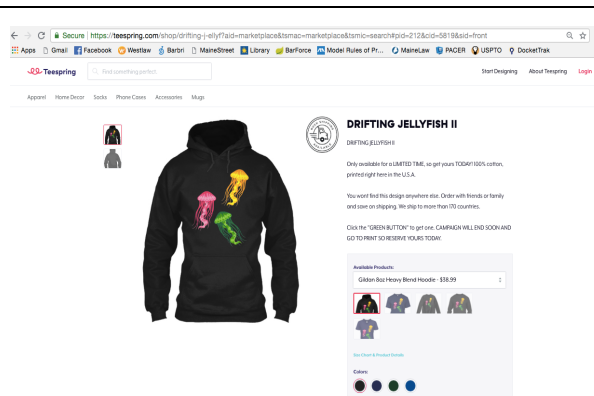 Secure https://teespring.com/shop/drifting-j-ellyf?aid=marketplace&tsmac=marketplace&tsmic=search#pid=212&cid=5819&sid=front
Apps Gmail Facebook Westlaw Barbri MaineStreet Library BarForce Model Rules of Pr... MaineLaw PACER USPTO DocketTrak
Teespring Find something perfect Start Designing About Teespring Login
Apparel Home Decor Socks Phone Cases Accessories Mugs
DRIFTING JELLYFISH II
DRIFTING JELLYFISH II
Only available for a LIMITED TIME, so get yours TODAY! 100% cotton,
printed right here in the U.S.A.
You wont find this design anywhere else. Order with friends or family
and save on shipping. We ship to more than 170 countries.
Click the "GREEN BUTTON" to get one. CAMPAIGN WILL END SOON AND
GO TO PRINT SO RESERVE YOURS TODAY.
Available Products:
Gildan 8oz Heavy Blend Hoodie - $38.99
Size Chart & Product Details
Colors: